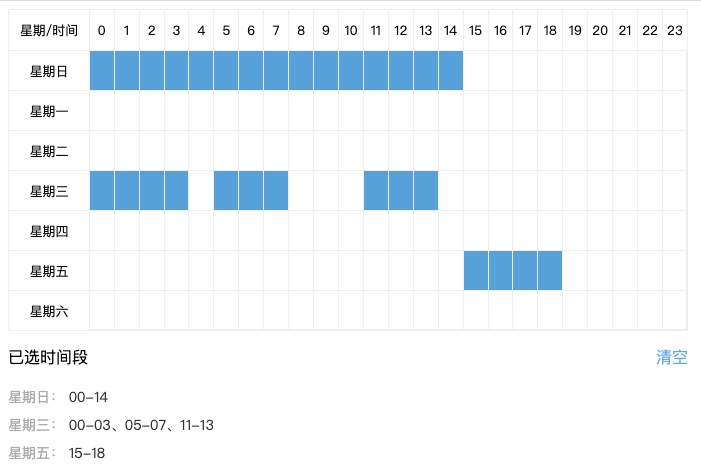 星期/时间 0 1 2 3 4 5 6 7 8 9 10 11 12 13 14 15 16 17 18 19 20 21 22 23
星期日
星期一
星期二
星期三
星期四
星期五
星期六
已选时间段 清空
星期日： 00–14
星期三： 00–03、05–07、11–13
星期五： 15–18